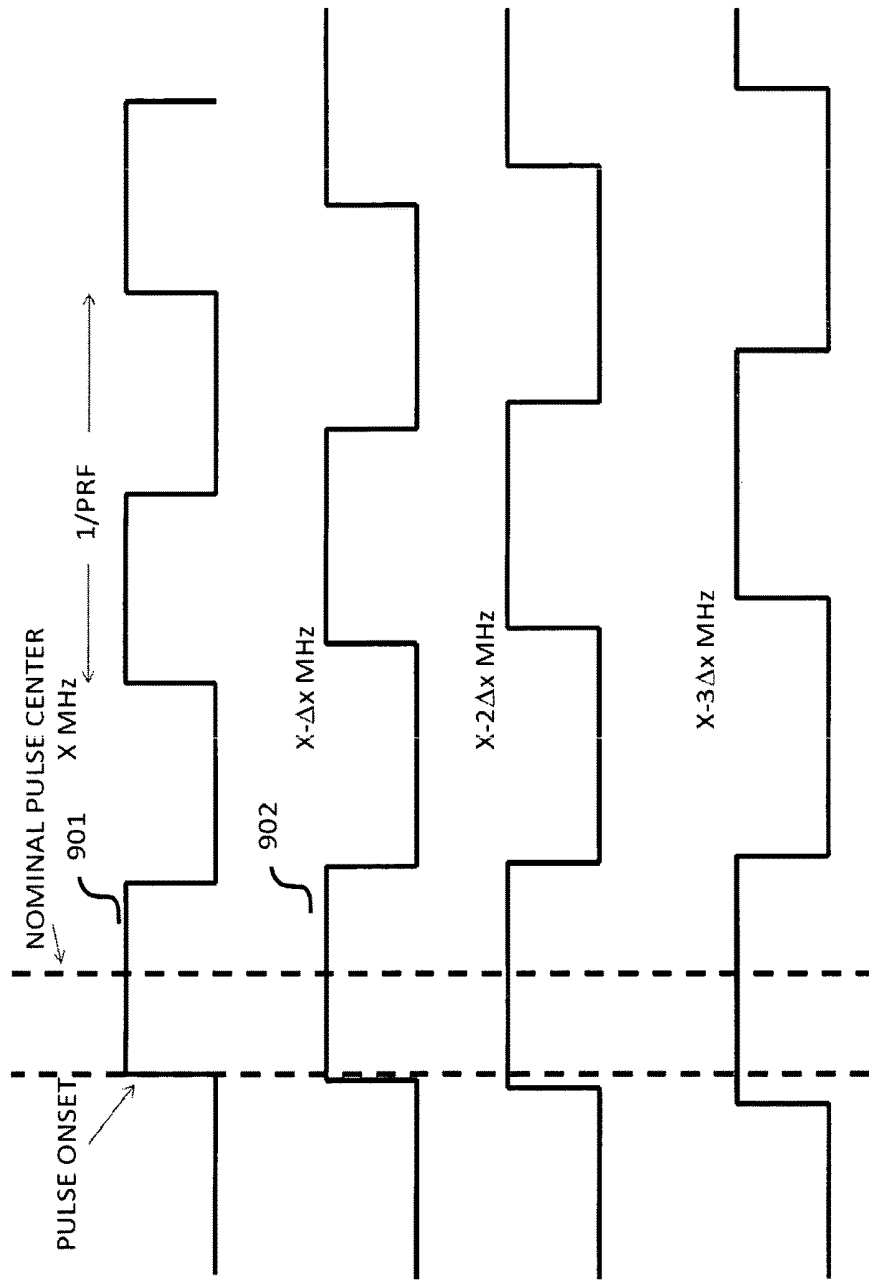 PULSE ONSET
NOMINAL PULSE CENTER
901
X MHz
1/PRF
902
X-Δx MHz
X-2Δx MHz
X-3Δx MHz